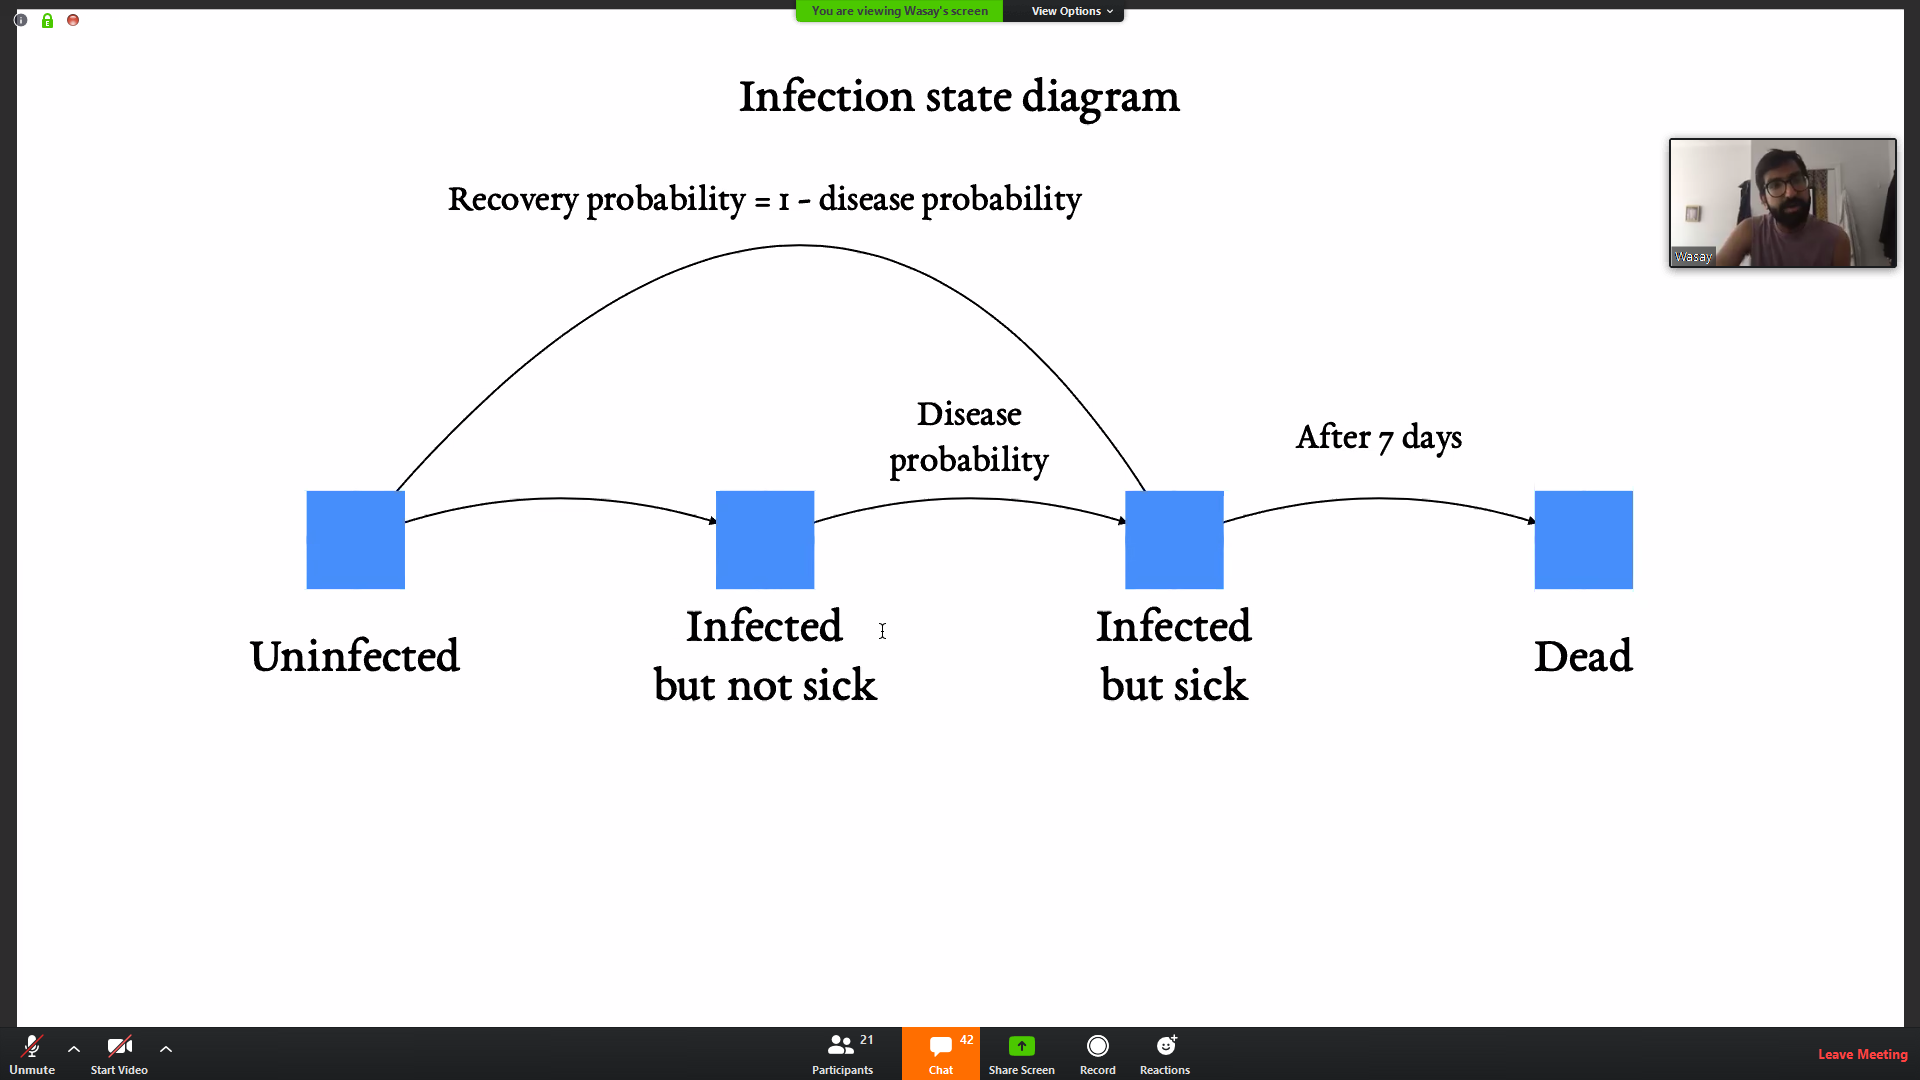 You are viewing Wasay's screen
View Options
Infection state diagram
Recovery probability = 1 - disease probability
Wasay
Disease
probability
After 7 days
Uninfected
Infected
but not sick
Infected
but sick
Dead
Unmute
Start Video
21
Participants
42
Chat
Share Screen
Record
Reactions
Leave Meeting